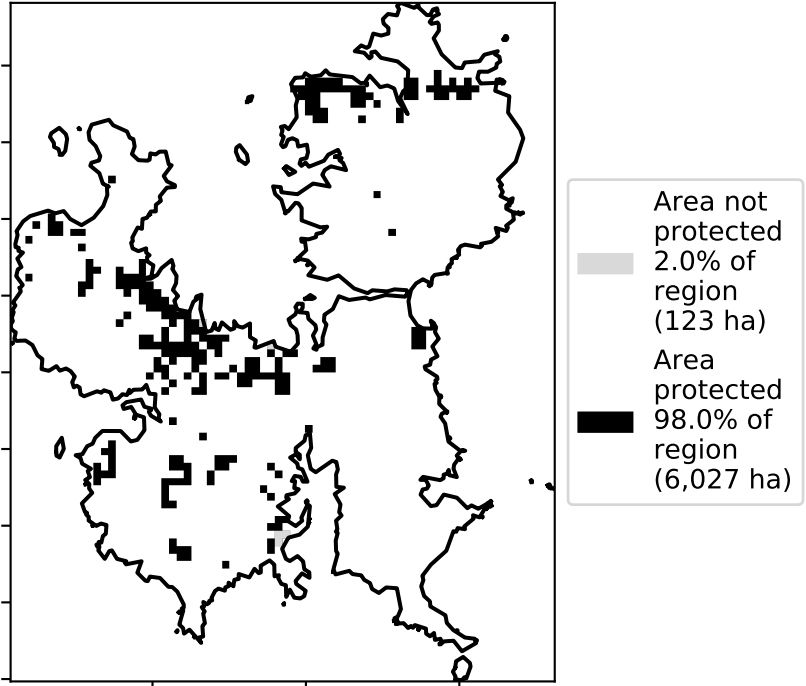 Area not
protected
2.0% of
region
(123 ha)
Area
protected
98.0% of
region
(6,027 ha)